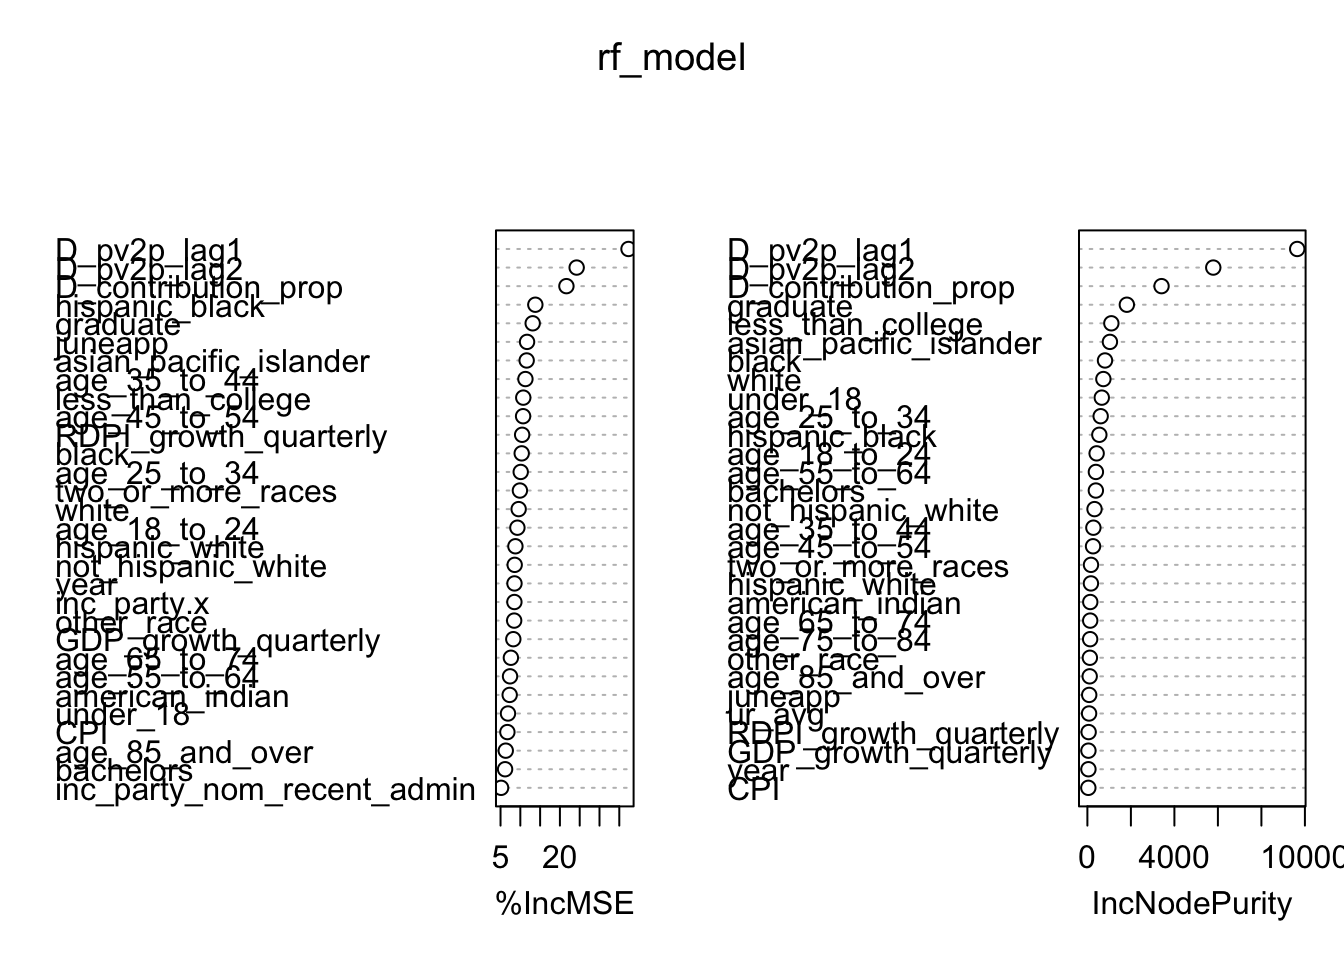 rf_model
D_pv2p_lag1
D_pv2p_lag2
D_contribution_prop
hispanic_black
graduate
juneapp
asian_pacific_islander
age_35_to_44
less_than_college
age_45_to_54
RDPI_growth_quarterly
black
age_25_to_34
two_or_more_races
white
age_18_to_24
hispanic_white
not_hispanic_white
year
inc_party.x
other_race
GDP_growth_quarterly
age_65_to_74
age_55_to_64
american_indian
under_18
CPI
age_85_and_over
bachelors
inc_party_nom_recent_admin
5 20
%IncMSE
D_pv2p_lag1
D_pv2p_lag2
D_contribution_prop
graduate
less_than_college
asian_pacific_islander
black
white
under_18
age_25_to_34
hispanic_black
age_18_to_24
age_55_to_64
bachelors
not_hispanic_white
age_35_to_44
age_45_to_54
two_or_more_races
hispanic_white
american_indian
age_65_to_74
age_75_to_84
other_race
age_85_and_over
juneapp
ur_avg
RDPI_growth_quarterly
GDP_growth_quarterly
year
CPI
0 4000 10000
IncNodePurity